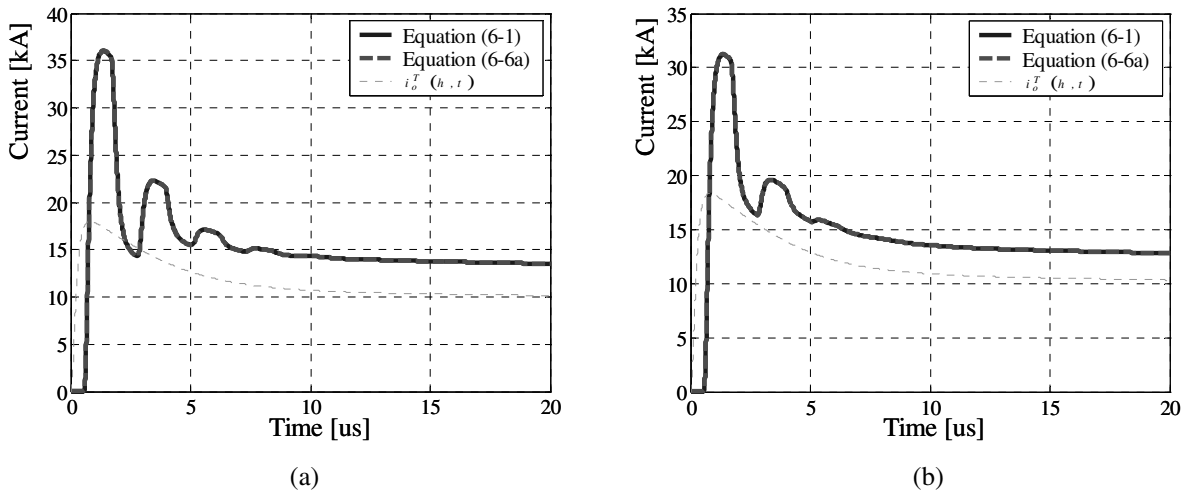 40
35
30
25
20
15
10
5
0
Current [kA]
Equation (6-1)
Equation (6-6a)
i_o^T (h, t)
0 5 10 15 20
Time [us]
(a)
35
30
25
20
15
10
5
0
Current [kA]
Equation (6-1)
Equation (6-6a)
i_o^T (h, t)
0 5 10 15 20
Time [us]
(b)